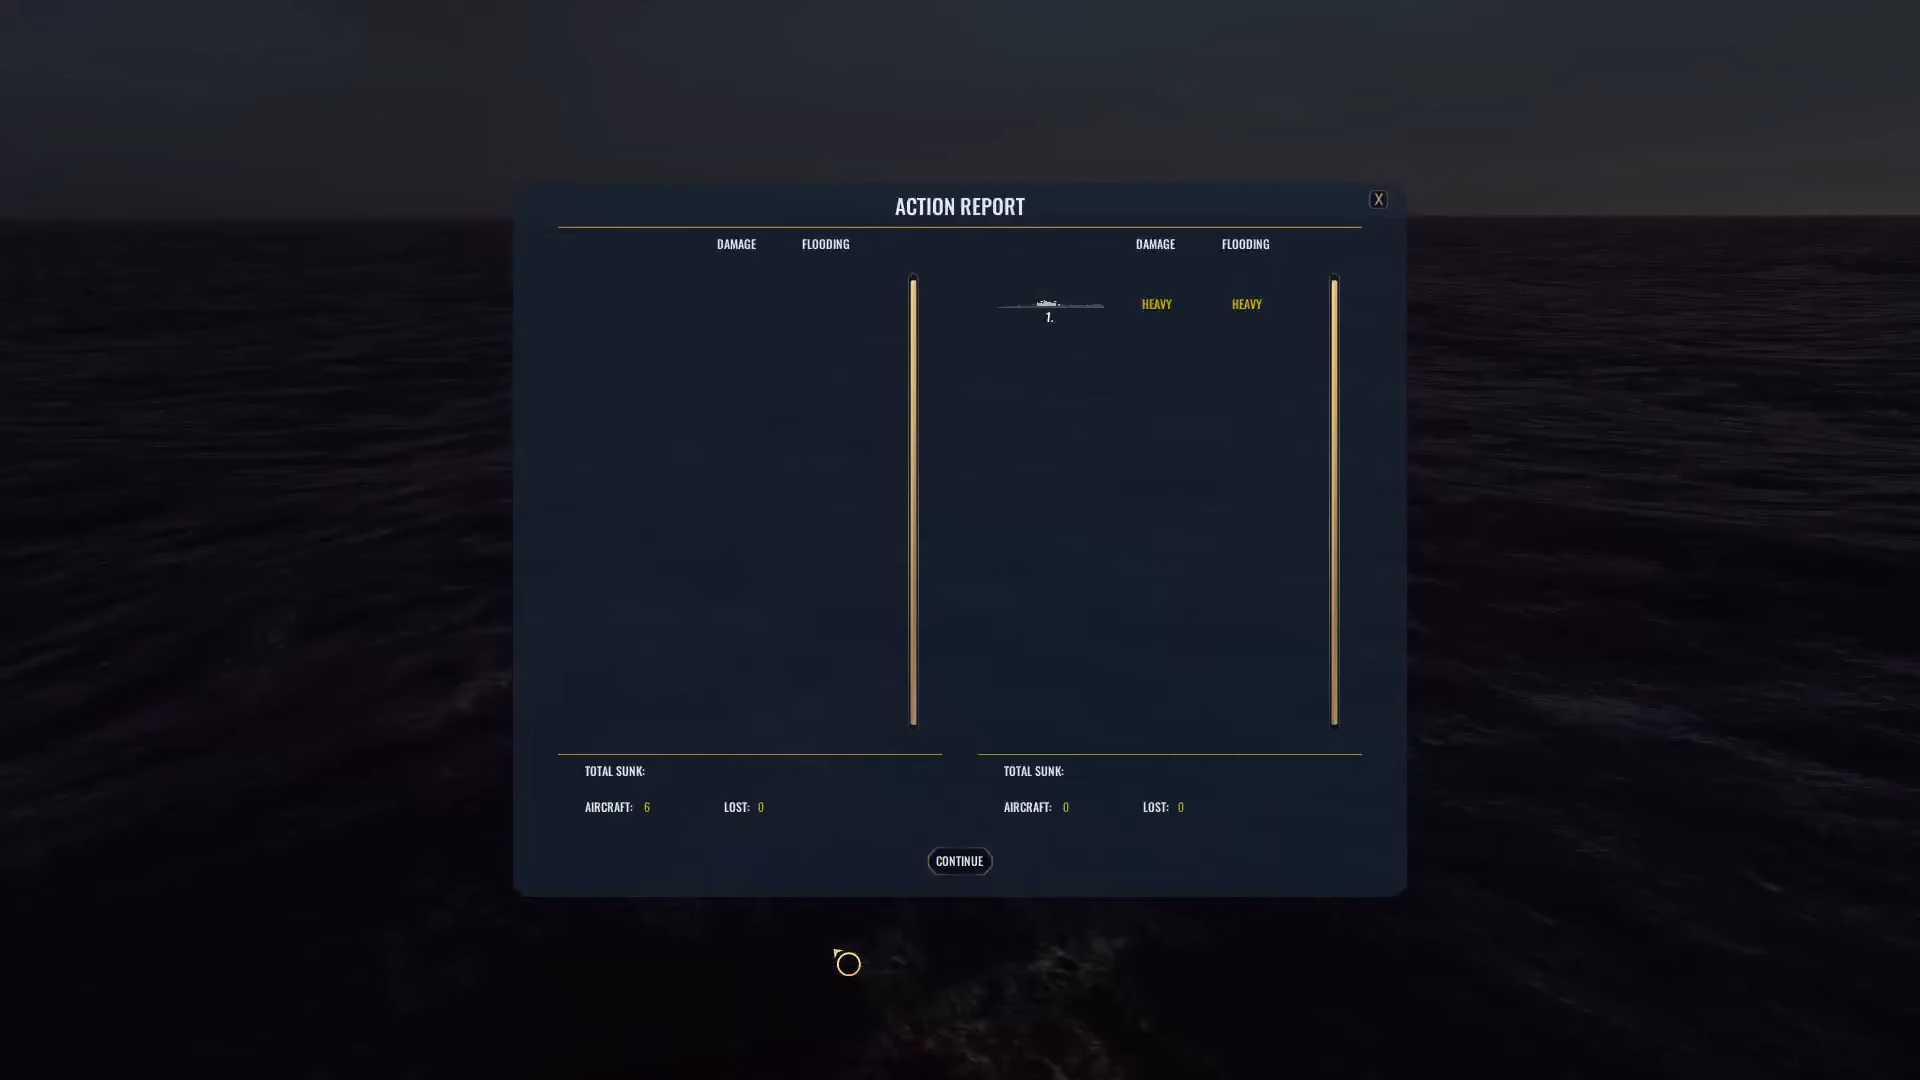 ACTION REPORT
X
DAMAGE FLOODING
DAMAGE FLOODING
1. HEAVY HEAVY
TOTAL SUNK:
AIRCRAFT: 6 LOST: 0
TOTAL SUNK:
AIRCRAFT: 0 LOST: 0
CONTINUE